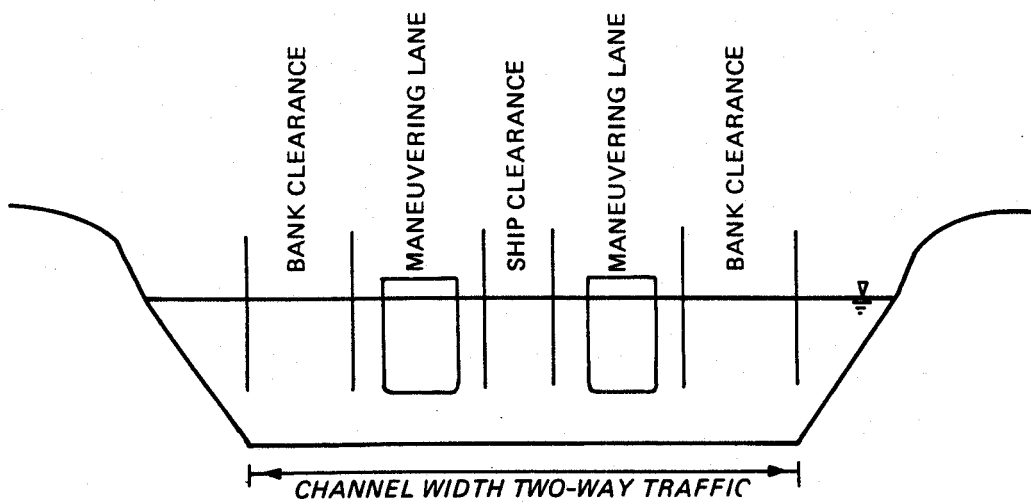 BANK CLEARANCE
MANEUVERING LANE
SHIP CLEARANCE
MANEUVERING LANE
BANK CLEARANCE
CHANNEL WIDTH TWO-WAY TRAFFIC